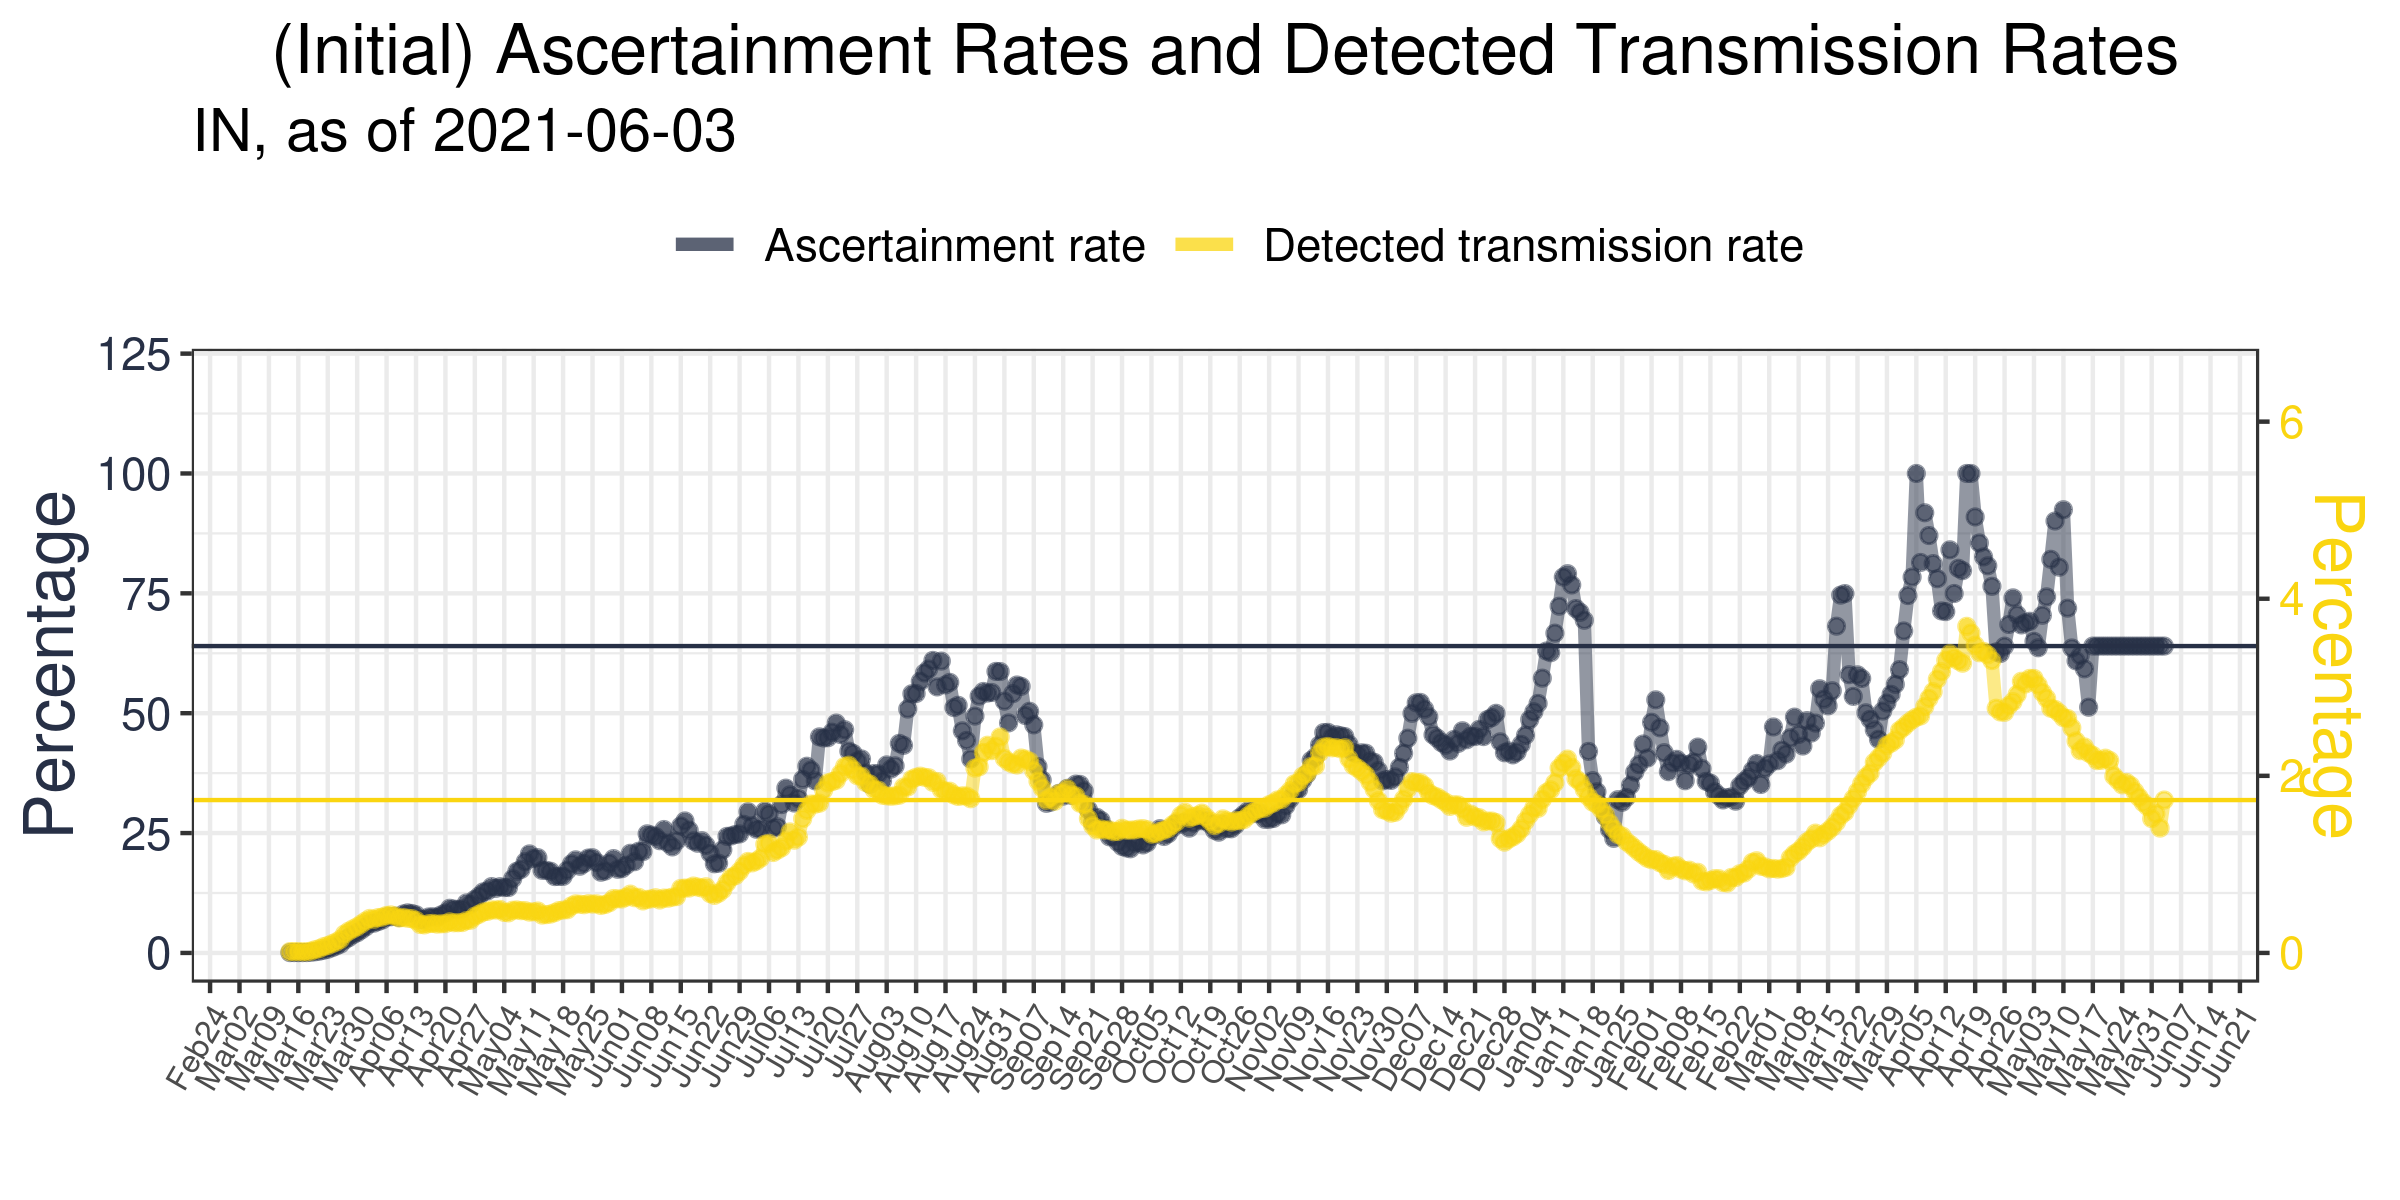 (Initial) Ascertainment Rates and Detected Transmission Rates
IN, as of 2021-06-03
Ascertainment rate Detected transmission rate
Percentage
125
100
75
50
25
0
6
4
2
0
Percentage
Feb24 Mar02 Mar09 Mar16 Mar23 Mar30 Apr06 Apr13 Apr20 Apr27 May04 May11 May18 May25 Jun01 Jun08 Jun15 Jun22 Jun29 Jul06 Jul13 Jul20 Jul27 Aug03 Aug10 Aug17 Aug24 Aug31 Sep07 Sep14 Sep21 Sep28 Oct05 Oct12 Oct19 Oct26 Nov02 Nov09 Nov16 Nov23 Nov30 Dec07 Dec14 Dec21 Dec28 Jan04 Jan11 Jan18 Jan25 Feb01 Feb08 Feb15 Feb22 Mar01 Mar08 Mar15 Mar22 Mar29 Apr05 Apr12 Apr19 Apr26 May03 May10 May17 May24 May31 Jun07 Jun14 Jun21